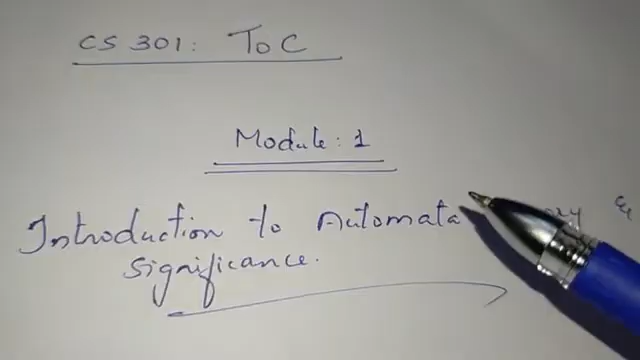 CS 301: ToC
Module: 1
Introduction to Automata &
significance.